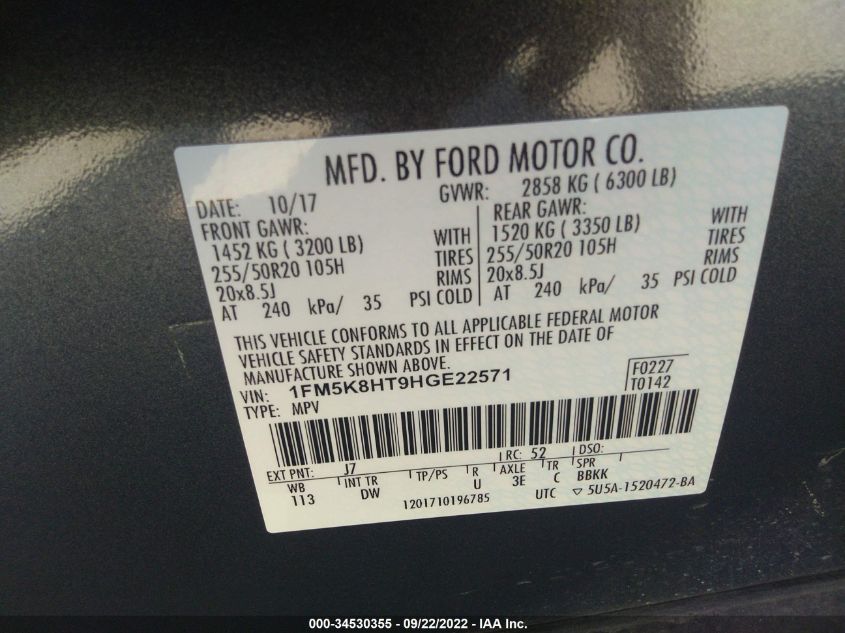 MFD. BY FORD MOTOR CO.
DATE: 10/17 GVWR: 2858 KG ( 6300 LB)
FRONT GAWR: REAR GAWR:
1452 KG ( 3200 LB) WITH 1520 KG ( 3350 LB) WITH
255/50R20 105H TIRES 255/50R20 105H TIRES
20x8.5J RIMS 20x8.5J RIMS
AT 240 kPa/ 35 PSI COLD AT 240 kPa/ 35 PSI COLD
THIS VEHICLE CONFORMS TO ALL APPLICABLE FEDERAL MOTOR
VEHICLE SAFETY STANDARDS IN EFFECT ON THE DATE OF
MANUFACTURE SHOWN ABOVE.
VIN: 1FM5K8HT9HGE22571 F0227
TYPE: MPV T0142
EXT PNT: J7 RC: 52 DSO:
WB INT TR TP/PS R AXLE TR SPR
113 DW U 3E C BBKK
1201710196785 UTC ▽ 5U5A-1520472-BA
000-34530355 - 09/22/2022 - IAA Inc.